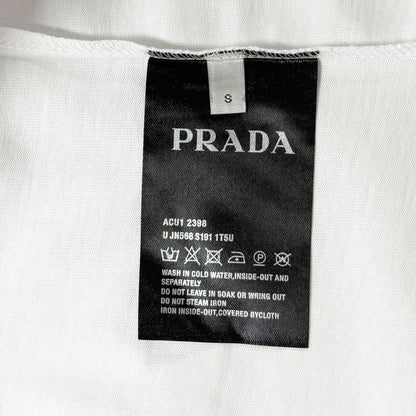 S
PRADA
ACU1 2398
UJN566 S191 1T5U
WASH IN COLD WATER,INSIDE-OUT AND
SEPARATELY
DO NOT LEAVE IN SOAK OR WRING OUT
DO NOT STEAM IRON
IRON INSIDE-OUT,COVERED BYCLOTH